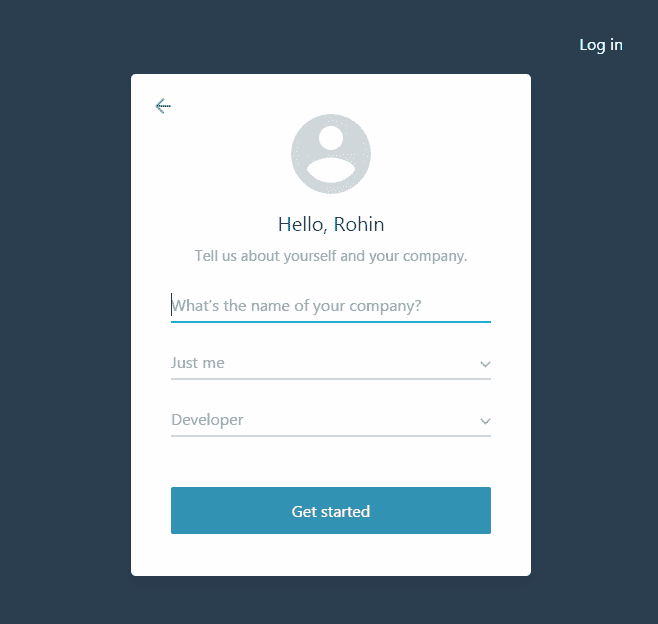 Log in
Hello, Rohin
Tell us about yourself and your company.
What's the name of your company?
Just me
Developer
Get started